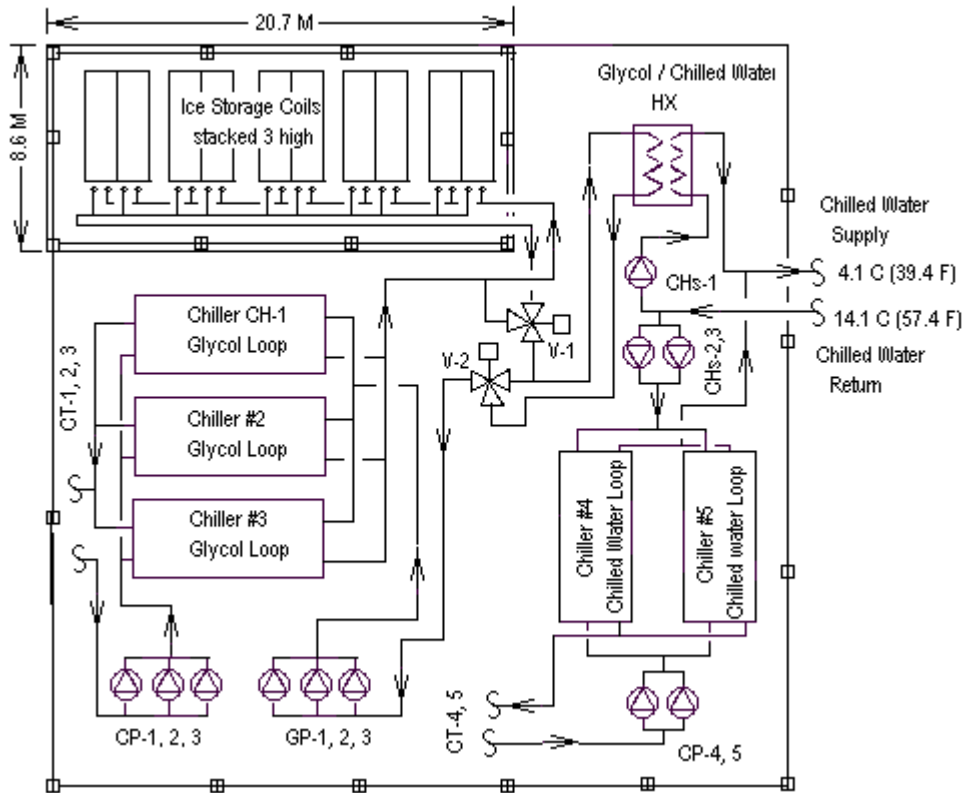 20.7 M
8.6 M
Ice Storage Coils
stacked 3 high
Glycol / Chilled Water
HX
Chilled Water
Supply
4.1 C (39.4 F)
14.1 C (57.4 F)
Chilled Water
Return
CHs-1
CHs-2,3
V-1
V-2
CT-1, 2, 3
Chiller CH-1
Glycol Loop
Chiller #2
Glycol Loop
Chiller #3
Glycol Loop
Chiller #4
Chilled Water Loop
Chiller #5
Chilled water Loop
CP-1, 2, 3
GP-1, 2, 3
CT-4, 5
CP-4, 5